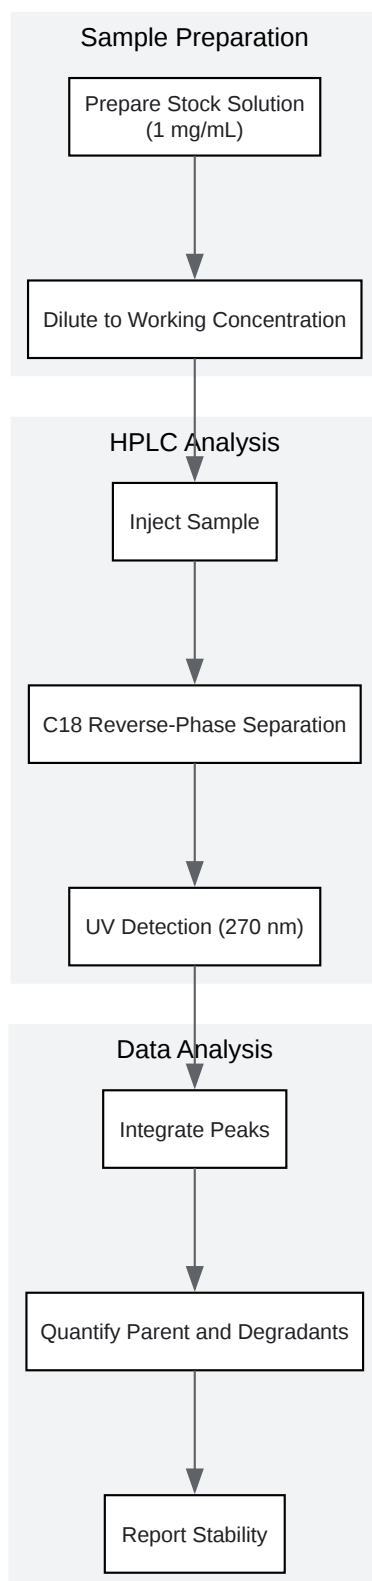 Sample Preparation
Prepare Stock Solution
(1 mg/mL)
Dilute to Working Concentration
HPLC Analysis
Inject Sample
C18 Reverse-Phase Separation
UV Detection (270 nm)
Data Analysis
Integrate Peaks
Quantify Parent and Degradants
Report Stability